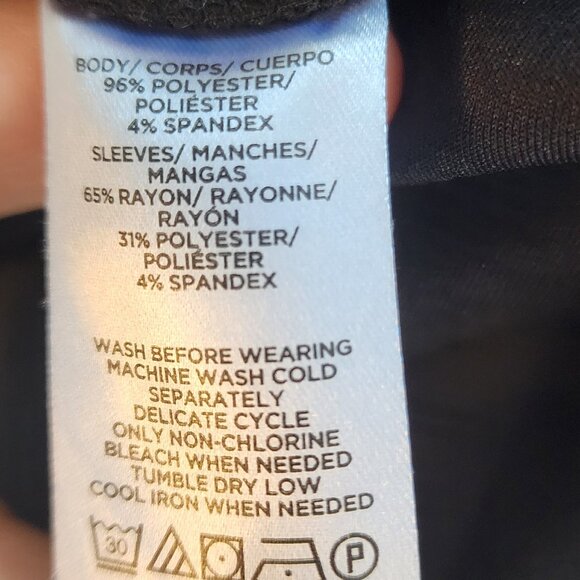 BODY/ CORPS/ CUERPO
96% POLYESTER/
POLIÉSTER
4% SPANDEX
SLEEVES/ MANCHES/
MANGAS
65% RAYON/ RAYONNE/
RAYÓN
31% POLYESTER/
POLIÉSTER
4% SPANDEX
WASH BEFORE WEARING
MACHINE WASH COLD
SEPARATELY
DELICATE CYCLE
ONLY NON-CHLORINE
BLEACH WHEN NEEDED
TUMBLE DRY LOW
COOL IRON WHEN NEEDED
30 P